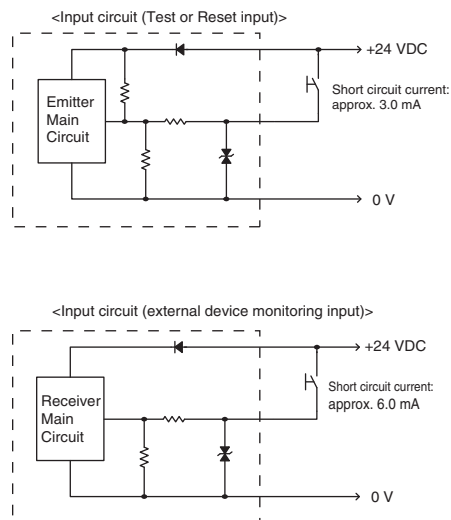 <Input circuit (Test or Reset input)>
+24 VDC
Emitter
Main
Circuit
Short circuit current:
approx. 3.0 mA
0 V
<Input circuit (external device monitoring input)>
+24 VDC
Receiver
Main
Circuit
Short circuit current:
approx. 6.0 mA
0 V